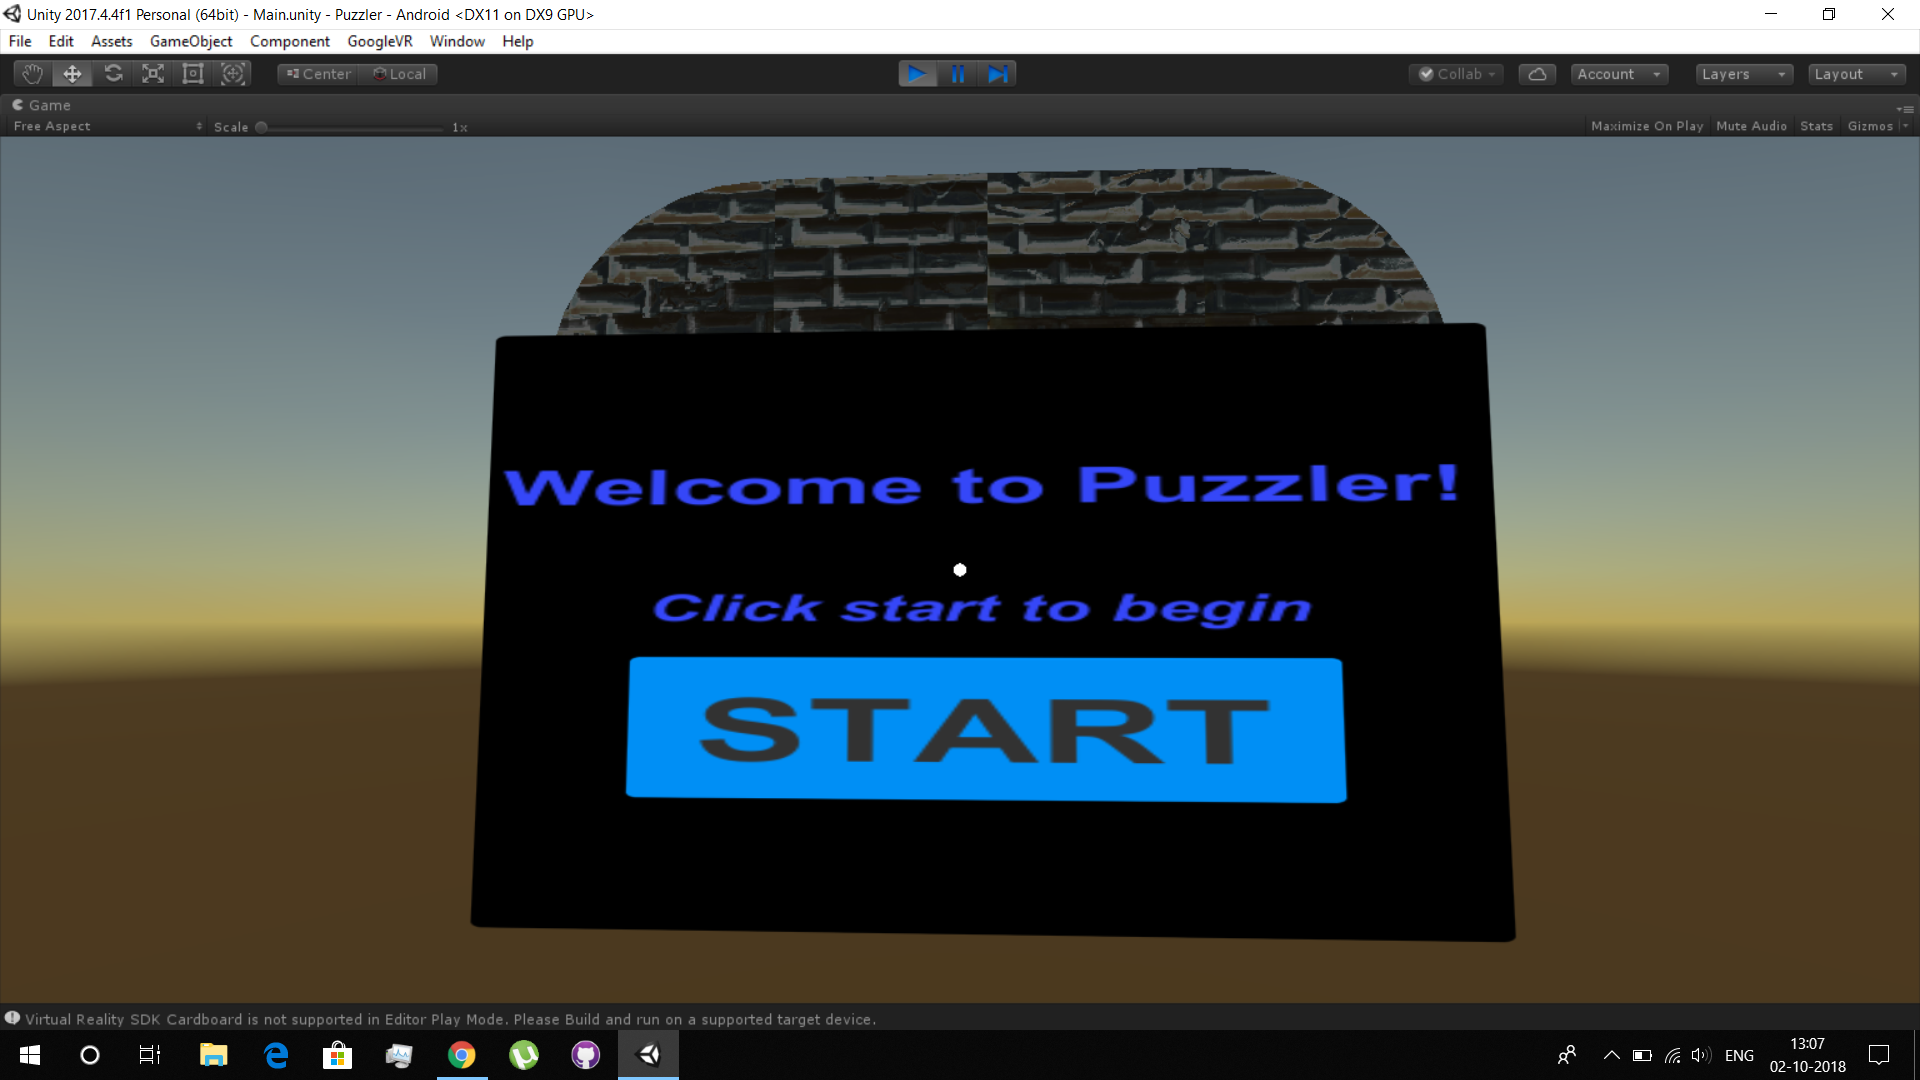 Unity 2017.4.4f1 Personal (64bit) - Main.unity - Puzzler - Android <DX11 on DX9 GPU>
File Edit Assets GameObject Component GoogleVR Window Help
Center Local Collab Account Layers Layout
Game
Free Aspect Scale 1x Maximize On Play Mute Audio Stats Gizmos
Welcome to Puzzler!
Click start to begin
START
Virtual Reality SDK Cardboard is not supported in Editor Play Mode. Please Build and run on a supported target device.
ENG
13:07
02-10-2018